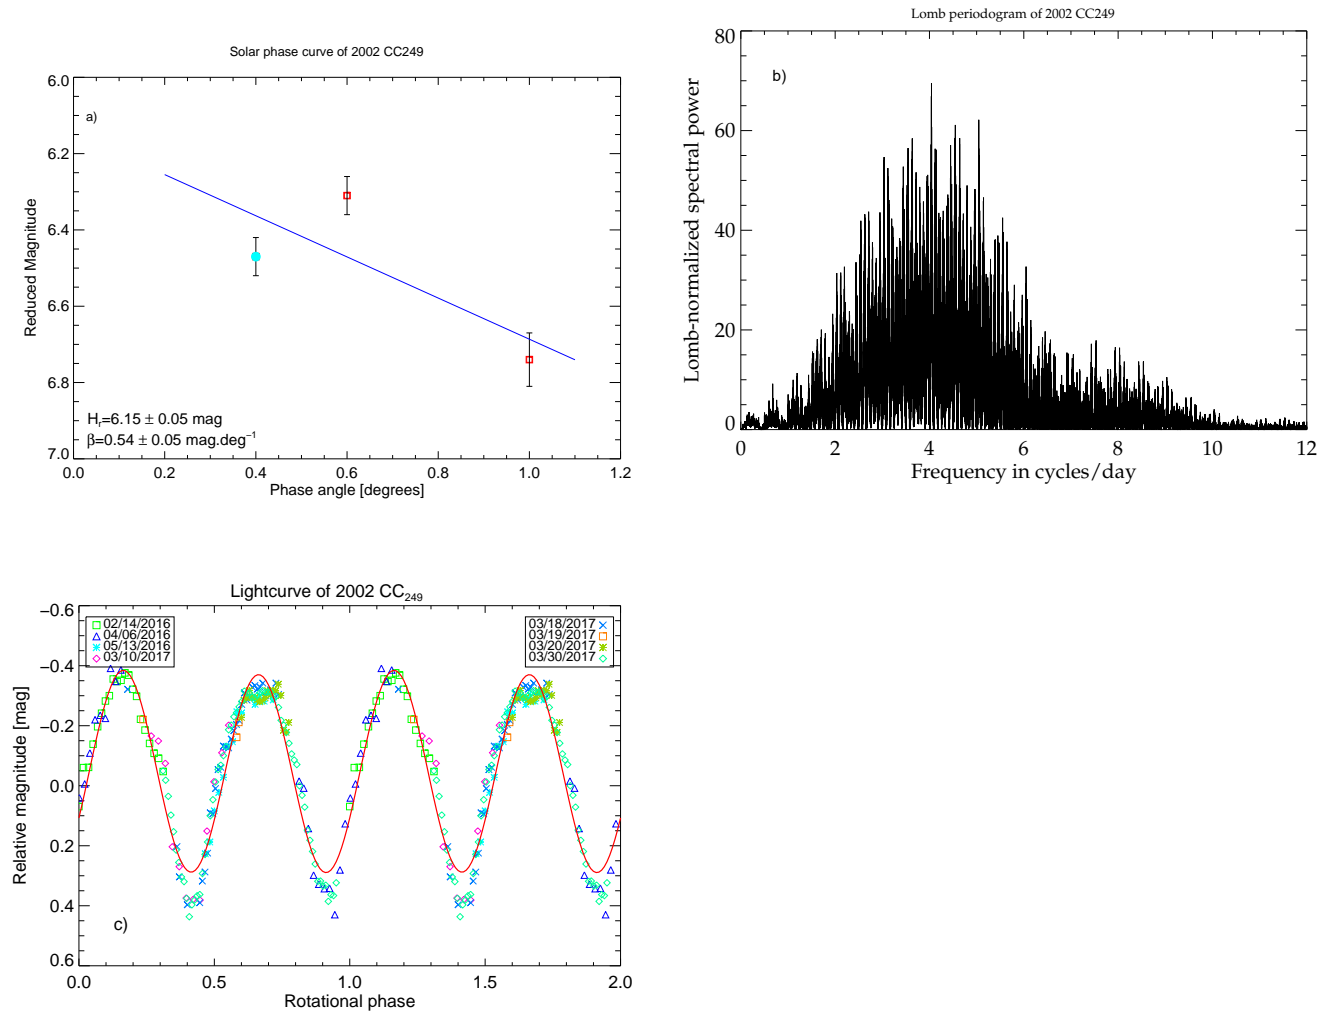 Solar phase curve of 2002 CC249
a)
6.0
6.2
6.4
6.6
6.8
7.0
Reduced Magnitude
Hr=6.15 ± 0.05 mag
β=0.54 ± 0.05 mag.deg−1
0.0 0.2 0.4 0.6 0.8 1.0 1.2
Phase angle [degrees]
Lomb periodogram of 2002 CC249
b)
80
60
40
20
0
Lomb-normalized spectral power
0 2 4 6 8 10 12
Frequency in cycles/day
Lightcurve of 2002 CC249
02/14/2016
04/06/2016
05/13/2016
03/10/2017
03/18/2017
03/19/2017
03/20/2017
03/30/2017
−0.6
−0.4
−0.2
0.0
0.2
0.4
0.6
Relative magnitude [mag]
c)
0.0 0.5 1.0 1.5 2.0
Rotational phase